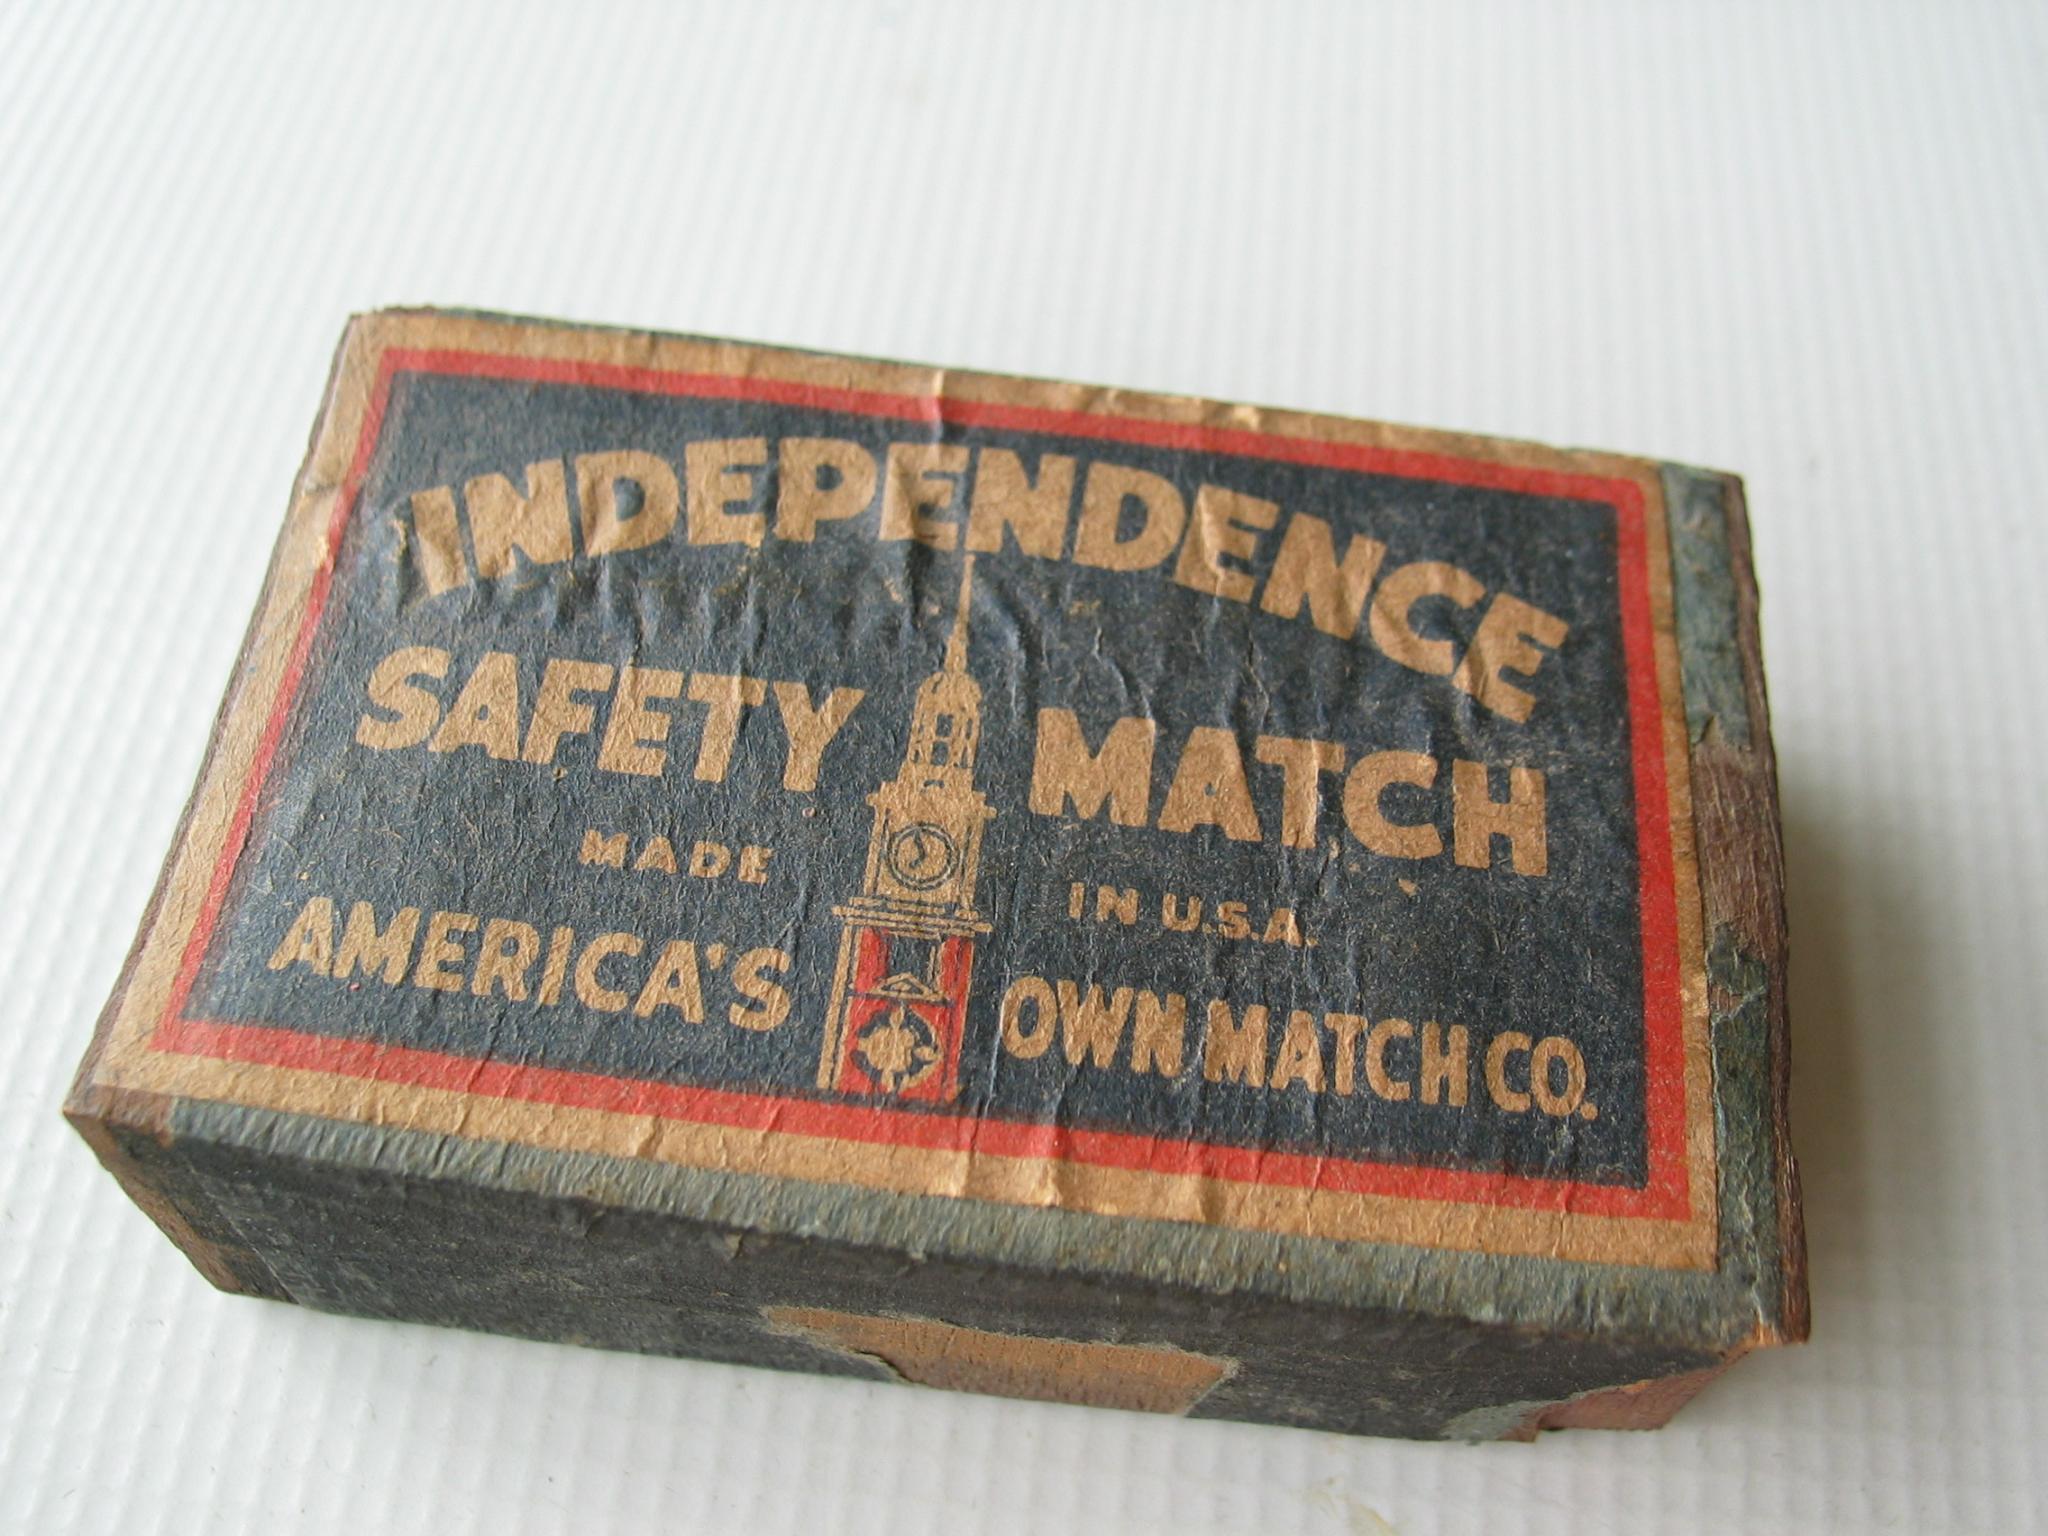 INDEPENDENCE
SAFETY MATCH
MADE IN U.S.A.
AMERICA'S OWN MATCH CO.